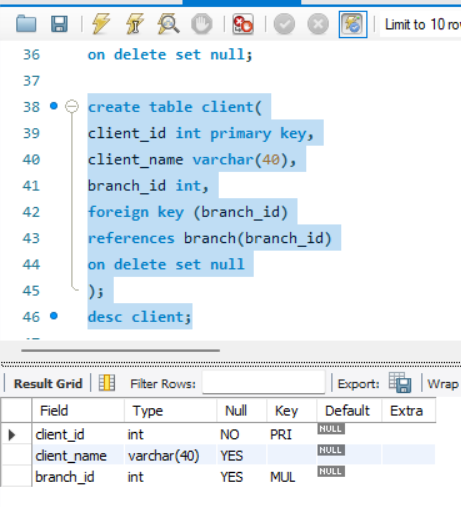 Limit to 10 ro
36 on delete set null;
37
38 create table client(
39 client_id int primary key,
40 client_name varchar(40),
41 branch_id int,
42 foreign key (branch_id)
43 references branch(branch_id)
44 on delete set null
45 );
46 desc client;
Result Grid Filter Rows: Export: Wrap
Field Type Null Key Default Extra
client_id int NO PRI NULL
client_name varchar(40) YES NULL
branch_id int YES MUL NULL